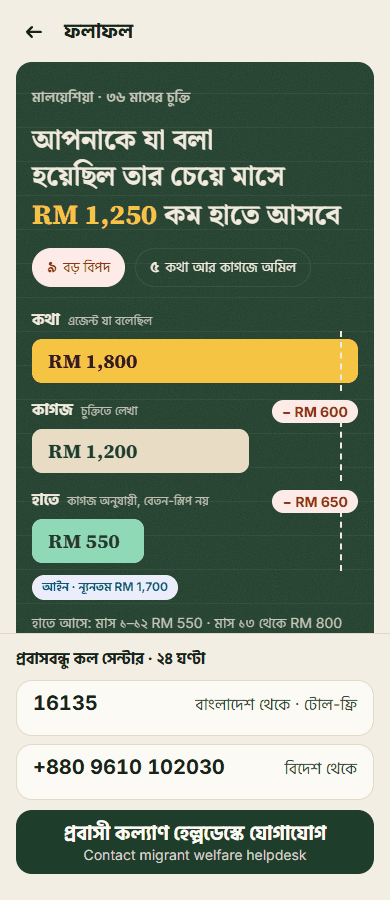 ← ফলাফল
মালয়েশিয়া · ৩৬ মাসের চুক্তি
আপনাকে যা বলা
হয়েছিল তার চেয়ে মাসে
RM 1,250 কম হাতে আসবে
৯ বড় বিপদ
৫ কথা আর কাগজে অমিল
কথা এজেন্ট যা বলেছিল
RM 1,800
কাগজ চুক্তিতে লেখা
– RM 600
RM 1,200
হাতে কাগজ অনুযায়ী, বেতন-স্লিপ নয়
– RM 650
RM 550
আইন · ন্যূনতম RM 1,700
হাতে আসে: মাস ১–১২ RM 550 · মাস ১৩ থেকে RM 800
প্রবাসবন্ধু কল সেন্টার · ২৪ ঘণ্টা
16135 বাংলাদেশ থেকে · টোল-ফ্রি
+880 9610 102030 বিদেশ থেকে
প্রবাসী কল্যাণ হেল্পডেস্কে যোগাযোগ
Contact migrant welfare helpdesk